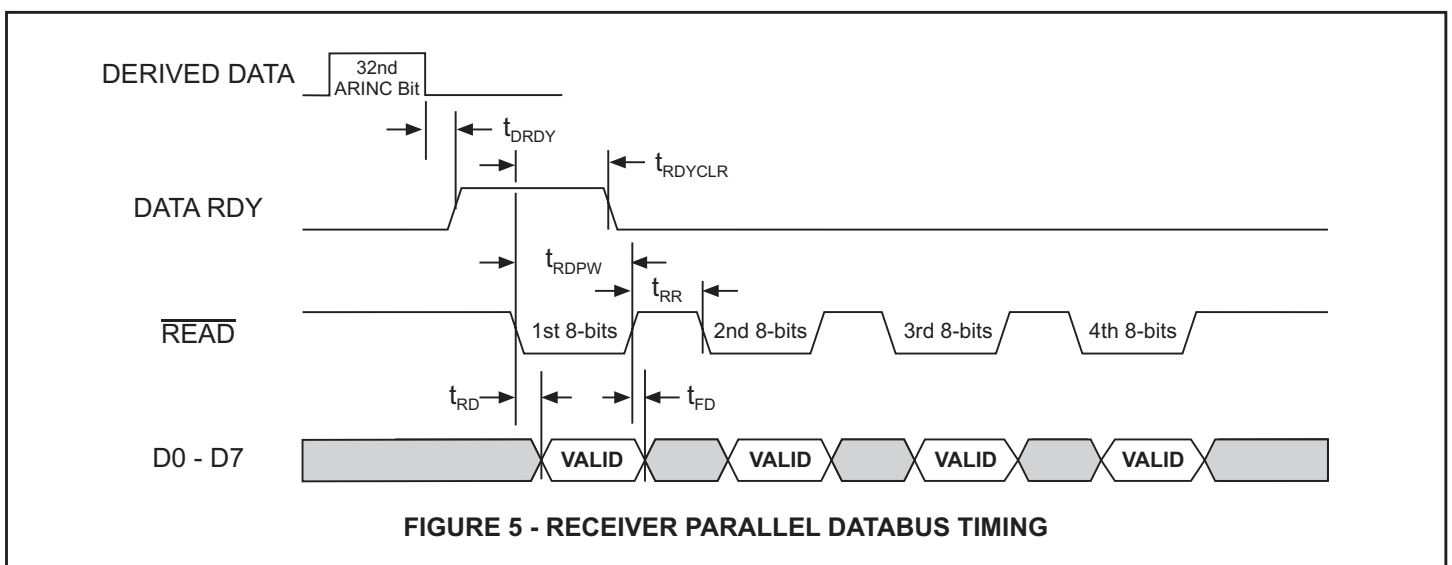 DERIVED DATA
32nd
ARINC Bit
tDRDY
tRDYCLR
DATA RDY
tRDPW
tRR
READ
1st 8-bits
2nd 8-bits
3rd 8-bits
4th 8-bits
tRD
tFD
D0 - D7
VALID
VALID
VALID
VALID
FIGURE 5 - RECEIVER PARALLEL DATABUS TIMING